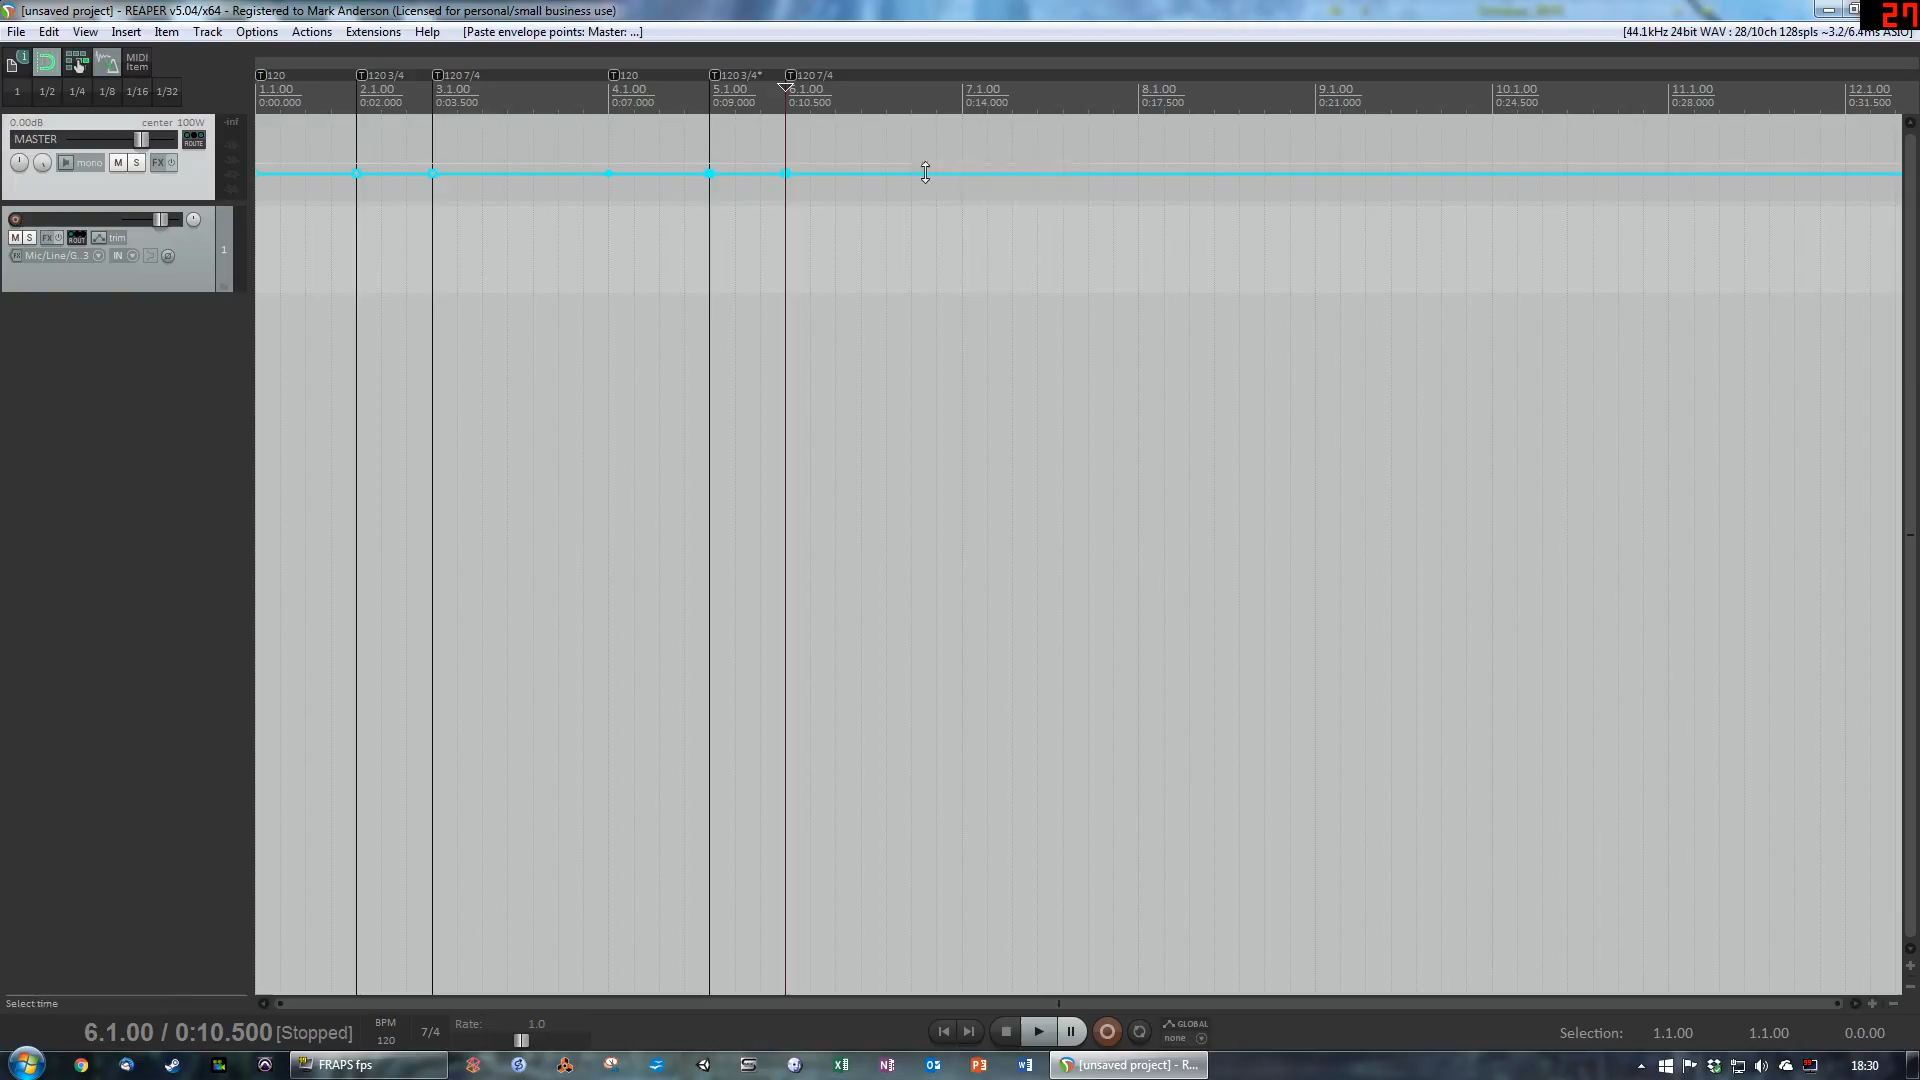 [unsaved project] - REAPER v5.04/x64 - Registered to Mark Anderson (Licensed for personal/small business use)
27
File Edit View Insert Item Track Options Actions Extensions Help [Paste envelope points: Master: ...]
[44.1kHz 24bit WAV : 28/10ch 128spls ~3.2/6.4ms ASIO]
MIDI
Item
1 1/2 1/4 1/8 1/16 1/32
T 120 T 120 3/4 T 120 7/4 T 120 T 120 3/4* T 120 7/4
1.1.00 2.1.00 3.1.00 4.1.00 5.1.00 6.1.00 7.1.00 8.1.00 9.1.00 10.1.00 11.1.00 12.1.00
0:00.000 0:02.000 0:03.500 0:07.000 0:09.000 0:10.500 0:14.000 0:17.500 0:21.000 0:24.500 0:28.000 0:31.500
0.00dB center 100W -inf
MASTER
ROUTE
mono M S FX
M S FX ROUT trim
1
Mic/Line/G..3 IN
Select time
6.1.00 / 0:10.500 [Stopped]
BPM
120
7/4
Rate: 1.0
GLOBAL
none
Selection: 1.1.00 1.1.00 0.0.00
FRAPS fps
[unsaved project] - R...
18:30